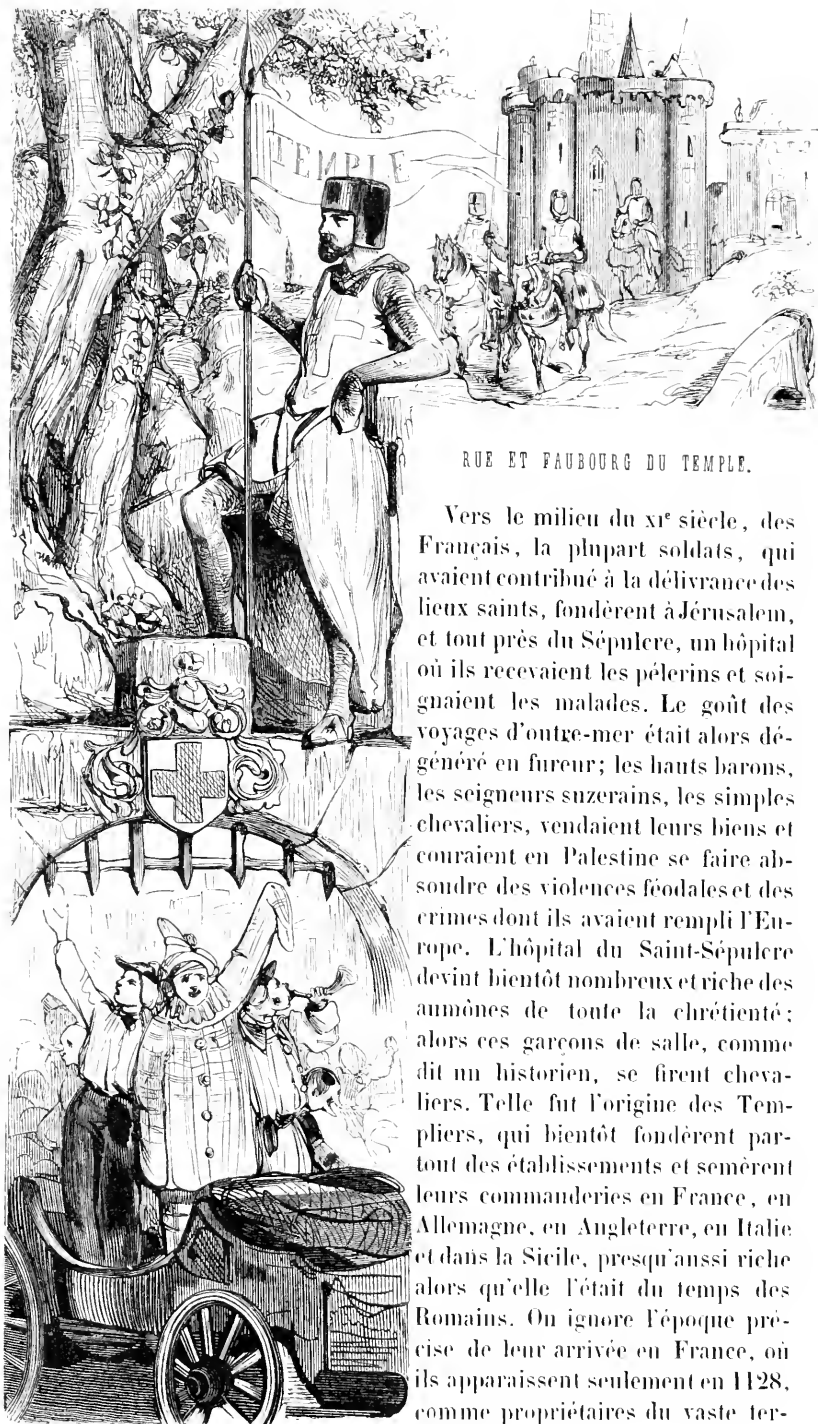 TEMPLE
RUE ET FAUBOURG DU TEMPLE.
Vers le milieu du XIe siècle, des
Français, la plupart soldats, qui
avaient contribué à la délivrance des
lieux saints, fondèrent à Jérusalem,
et tout près du Sépulcre, un hôpital
où ils recevaient les pélerins et soi-
gnaient les malades. Le goût des
voyages d'outre-mer était alors dé-
généré en fureur; les hauts barons,
les seigneurs suzerains, les simples
chevaliers, vendaient leurs biens et
couraient en Palestine se faire ab-
soudre des violences féodales et des
crimes dont ils avaient rempli l'Eu-
rope. L'hôpital du Saint-Sépulcre
devint bientôt nombreux et riche des
aumônes de toute la chrétienté;
alors ces garçons de salle, comme
dit un historien, se firent cheva-
liers. Telle fut l'origine des Tem-
pliers, qui bientôt fondèrent par-
tout des établissements et semèrent
leurs commanderies en France, en
Allemagne, en Angleterre, en Italie
et dans la Sicile, presqu'aussi riche
alors qu'elle l'était du temps des
Romains. On ignore l'époque pré-
cise de leur arrivée en France, où
ils apparaissent seulement en 1128,
comme propriétaires du vaste ter-